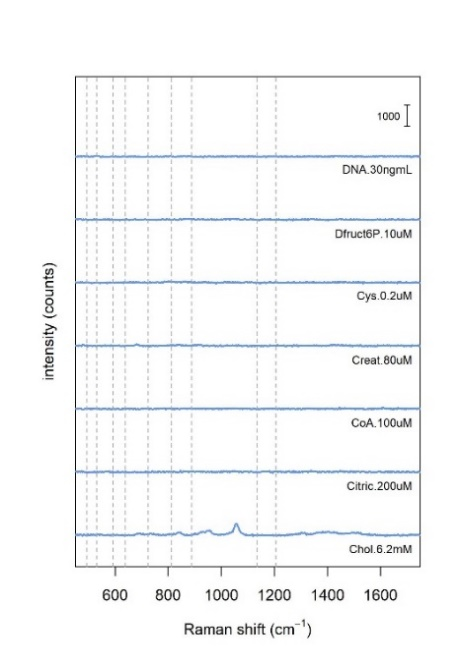 1000
DNA.30ngmL
Dfruct6P.10uM
Cys.0.2uM
Creat.80uM
CoA.100uM
Citric.200uM
Chol.6.2mM
intensity (counts)
600 800 1000 1200 1400 1600
Raman shift (cm⁻¹)